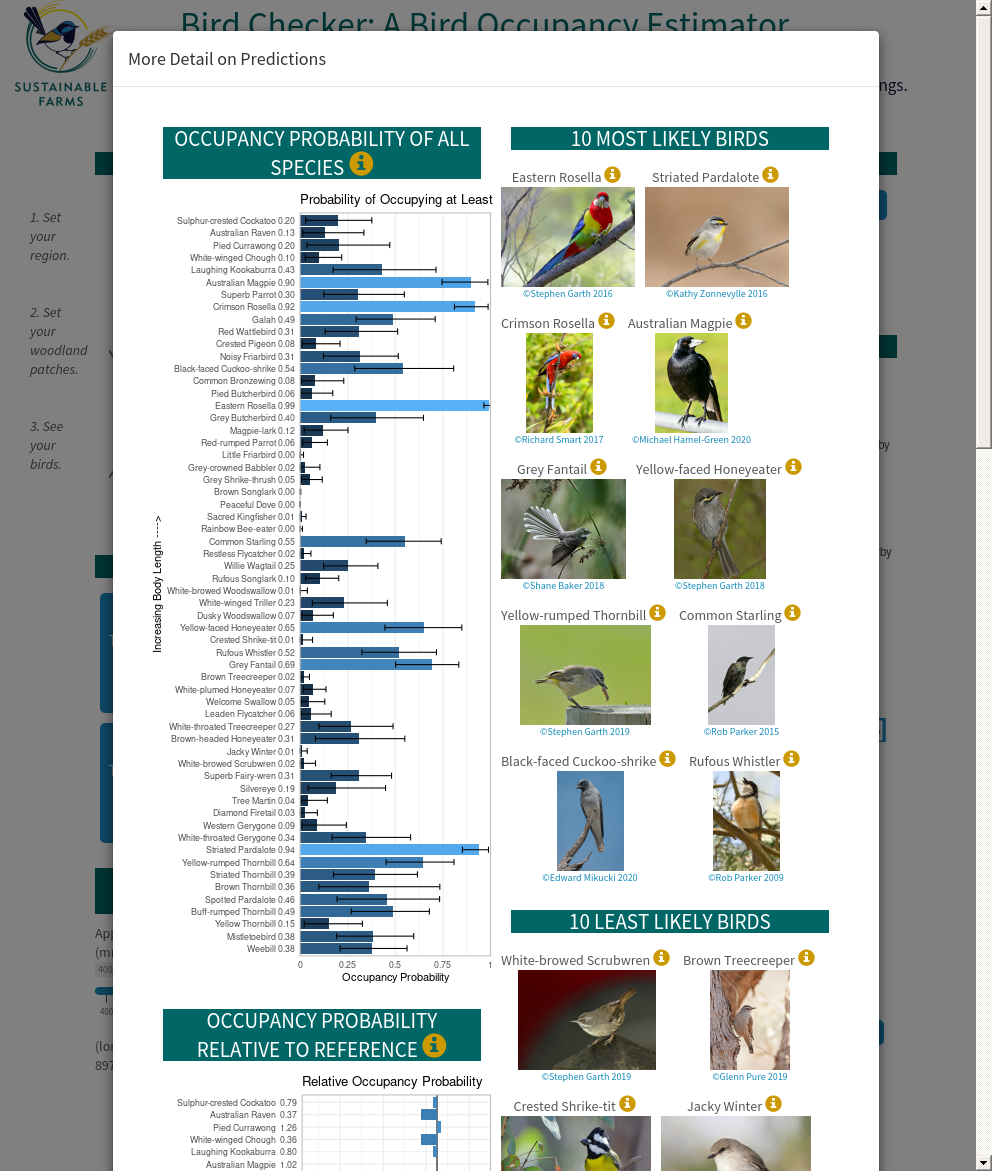 Bird Checker: A Bird Occupancy Estimator
SUSTAINABLE
FARMS
ngs.
1. Set
your
region.
2. Set
your
woodland
patches.
3. See
your
birds.
More Detail on Predictions
OCCUPANCY PROBABILITY OF ALL
SPECIES
Probability of Occupying at Least
Sulphur-crested Cockatoo 0.20
Australian Raven 0.13
Pied Currawong 0.20
White-winged Chough 0.10
Laughing Kookaburra 0.43
Australian Magpie 0.90
Superb Parrot 0.30
Crimson Rosella 0.92
Galah 0.49
Red Wattlebird 0.31
Crested Pigeon 0.08
Noisy Friarbird 0.31
Black-faced Cuckoo-shrike 0.54
Common Bronzewing 0.08
Pied Butcherbird 0.06
Eastern Rosella 0.99
Grey Butcherbird 0.40
Magpie-lark 0.12
Red-rumped Parrot 0.06
Little Friarbird 0.00
Grey-crowned Babbler 0.02
Grey Shrike-thrush 0.05
Brown Songlark 0.00
Peaceful Dove 0.00
Sacred Kingfisher 0.01
Rainbow Bee-eater 0.00
Common Starling 0.55
Restless Flycatcher 0.02
Willie Wagtail 0.25
Rufous Songlark 0.10
White-browed Woodswallow 0.01
White-winged Triller 0.23
Dusky Woodswallow 0.07
Yellow-faced Honeyeater 0.65
Crested Shrike-tit 0.01
Rufous Whistler 0.52
Grey Fantail 0.69
Brown Treecreeper 0.02
White-plumed Honeyeater 0.07
Welcome Swallow 0.05
Leaden Flycatcher 0.06
White-throated Treecreeper 0.27
Brown-headed Honeyeater 0.31
Jacky Winter 0.01
White-browed Scrubwren 0.02
Superb Fairy-wren 0.31
Silvereye 0.19
Tree Martin 0.04
Diamond Firetail 0.03
Western Gerygone 0.09
White-throated Gerygone 0.34
Striated Pardalote 0.94
Yellow-rumped Thornbill 0.64
Striated Thornbill 0.39
Brown Thornbill 0.36
Spotted Pardalote 0.46
Buff-rumped Thornbill 0.49
Yellow Thornbill 0.15
Mistletoebird 0.38
Weebill 0.38
Increasing Body Length ---->
0 0.25 0.5 0.75 1
Occupancy Probability
OCCUPANCY PROBABILITY
RELATIVE TO REFERENCE
Relative Occupancy Probability
Sulphur-crested Cockatoo 0.79
Australian Raven 0.37
Pied Currawong 1.26
White-winged Chough 0.36
Laughing Kookaburra 0.80
Australian Magpie 1.02
10 MOST LIKELY BIRDS
Eastern Rosella Striated Pardalote
©Stephen Garth 2016 ©Kathy Zonnevylle 2016
Crimson Rosella Australian Magpie
©Richard Smart 2017 ©Michael Hamel-Green 2020
Grey Fantail Yellow-faced Honeyeater
©Shane Baker 2018 ©Stephen Garth 2018
Yellow-rumped Thornbill Common Starling
©Stephen Garth 2019 ©Rob Parker 2015
Black-faced Cuckoo-shrike Rufous Whistler
©Edward Mikucki 2020 ©Rob Parker 2009
10 LEAST LIKELY BIRDS
White-browed Scrubwren Brown Treecreeper
©Stephen Garth 2019 ©Glenn Pure 2019
Crested Shrike-tit Jacky Winter
by
by
App
(mr
400
400
(lor
897